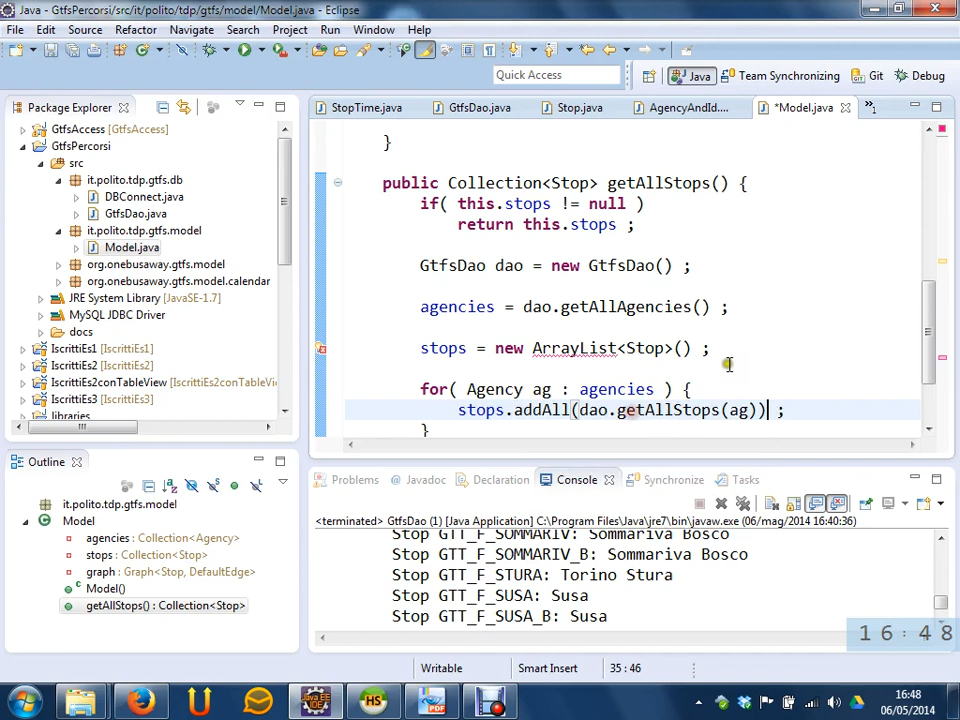 Java - GtfsPercorsi/src/it/polito/tdp/gtfs/model/Model.java - Eclipse
File Edit Source Refactor Navigate Search Project Run Window Help
Quick Access
Java Team Synchronizing Git Debug
Package Explorer
StopTime.java GtfsDao.java Stop.java AgencyAndId.... *Model.java »1
GtfsAccess [GtfsAccess]
GtfsPercorsi
src
it.polito.tdp.gtfs.db
DBConnect.java
GtfsDao.java
it.polito.tdp.gtfs.model
Model.java
org.onebusaway.gtfs.model
org.onebusaway.gtfs.model.calendar
JRE System Library [JavaSE-1.7]
MySQL JDBC Driver
docs
IscrittiEs1 [IscrittiEs1]
IscrittiEs2 [IscrittiEs2]
IscrittiEs2conTableView [IscrittiEs2conTableView
IscrittiEs3 [IscrittiEs3]
libraries
}
public Collection<Stop> getAllStops() {
if( this.stops != null )
return this.stops ;
GtfsDao dao = new GtfsDao() ;
agencies = dao.getAllAgencies() ;
stops = new ArrayList<Stop>() ;
for( Agency ag : agencies ) {
stops.addAll(dao.getAllStops(ag)) ;
}
Outline
it.polito.tdp.gtfs.model
Model
agencies : Collection<Agency>
stops : Collection<Stop>
graph : Graph<Stop, DefaultEdge>
Model()
getAllStops() : Collection<Stop>
Problems Javadoc Declaration Console Synchronize Tasks
<terminated> GtfsDao (1) [Java Application] C:\Program Files\Java\jre7\bin\javaw.exe (06/mag/2014 16:40:36)
Stop GTT_F_SOMMARIV: Sommariva Bosco
Stop GTT_F_SOMMARIV_B: Sommariva Bosco
Stop GTT_F_STURA: Torino Stura
Stop GTT_F_SUSA: Susa
Stop GTT_F_SUSA_B: Susa
16:48
Writable Smart Insert 35 : 46
16:48
06/05/2014